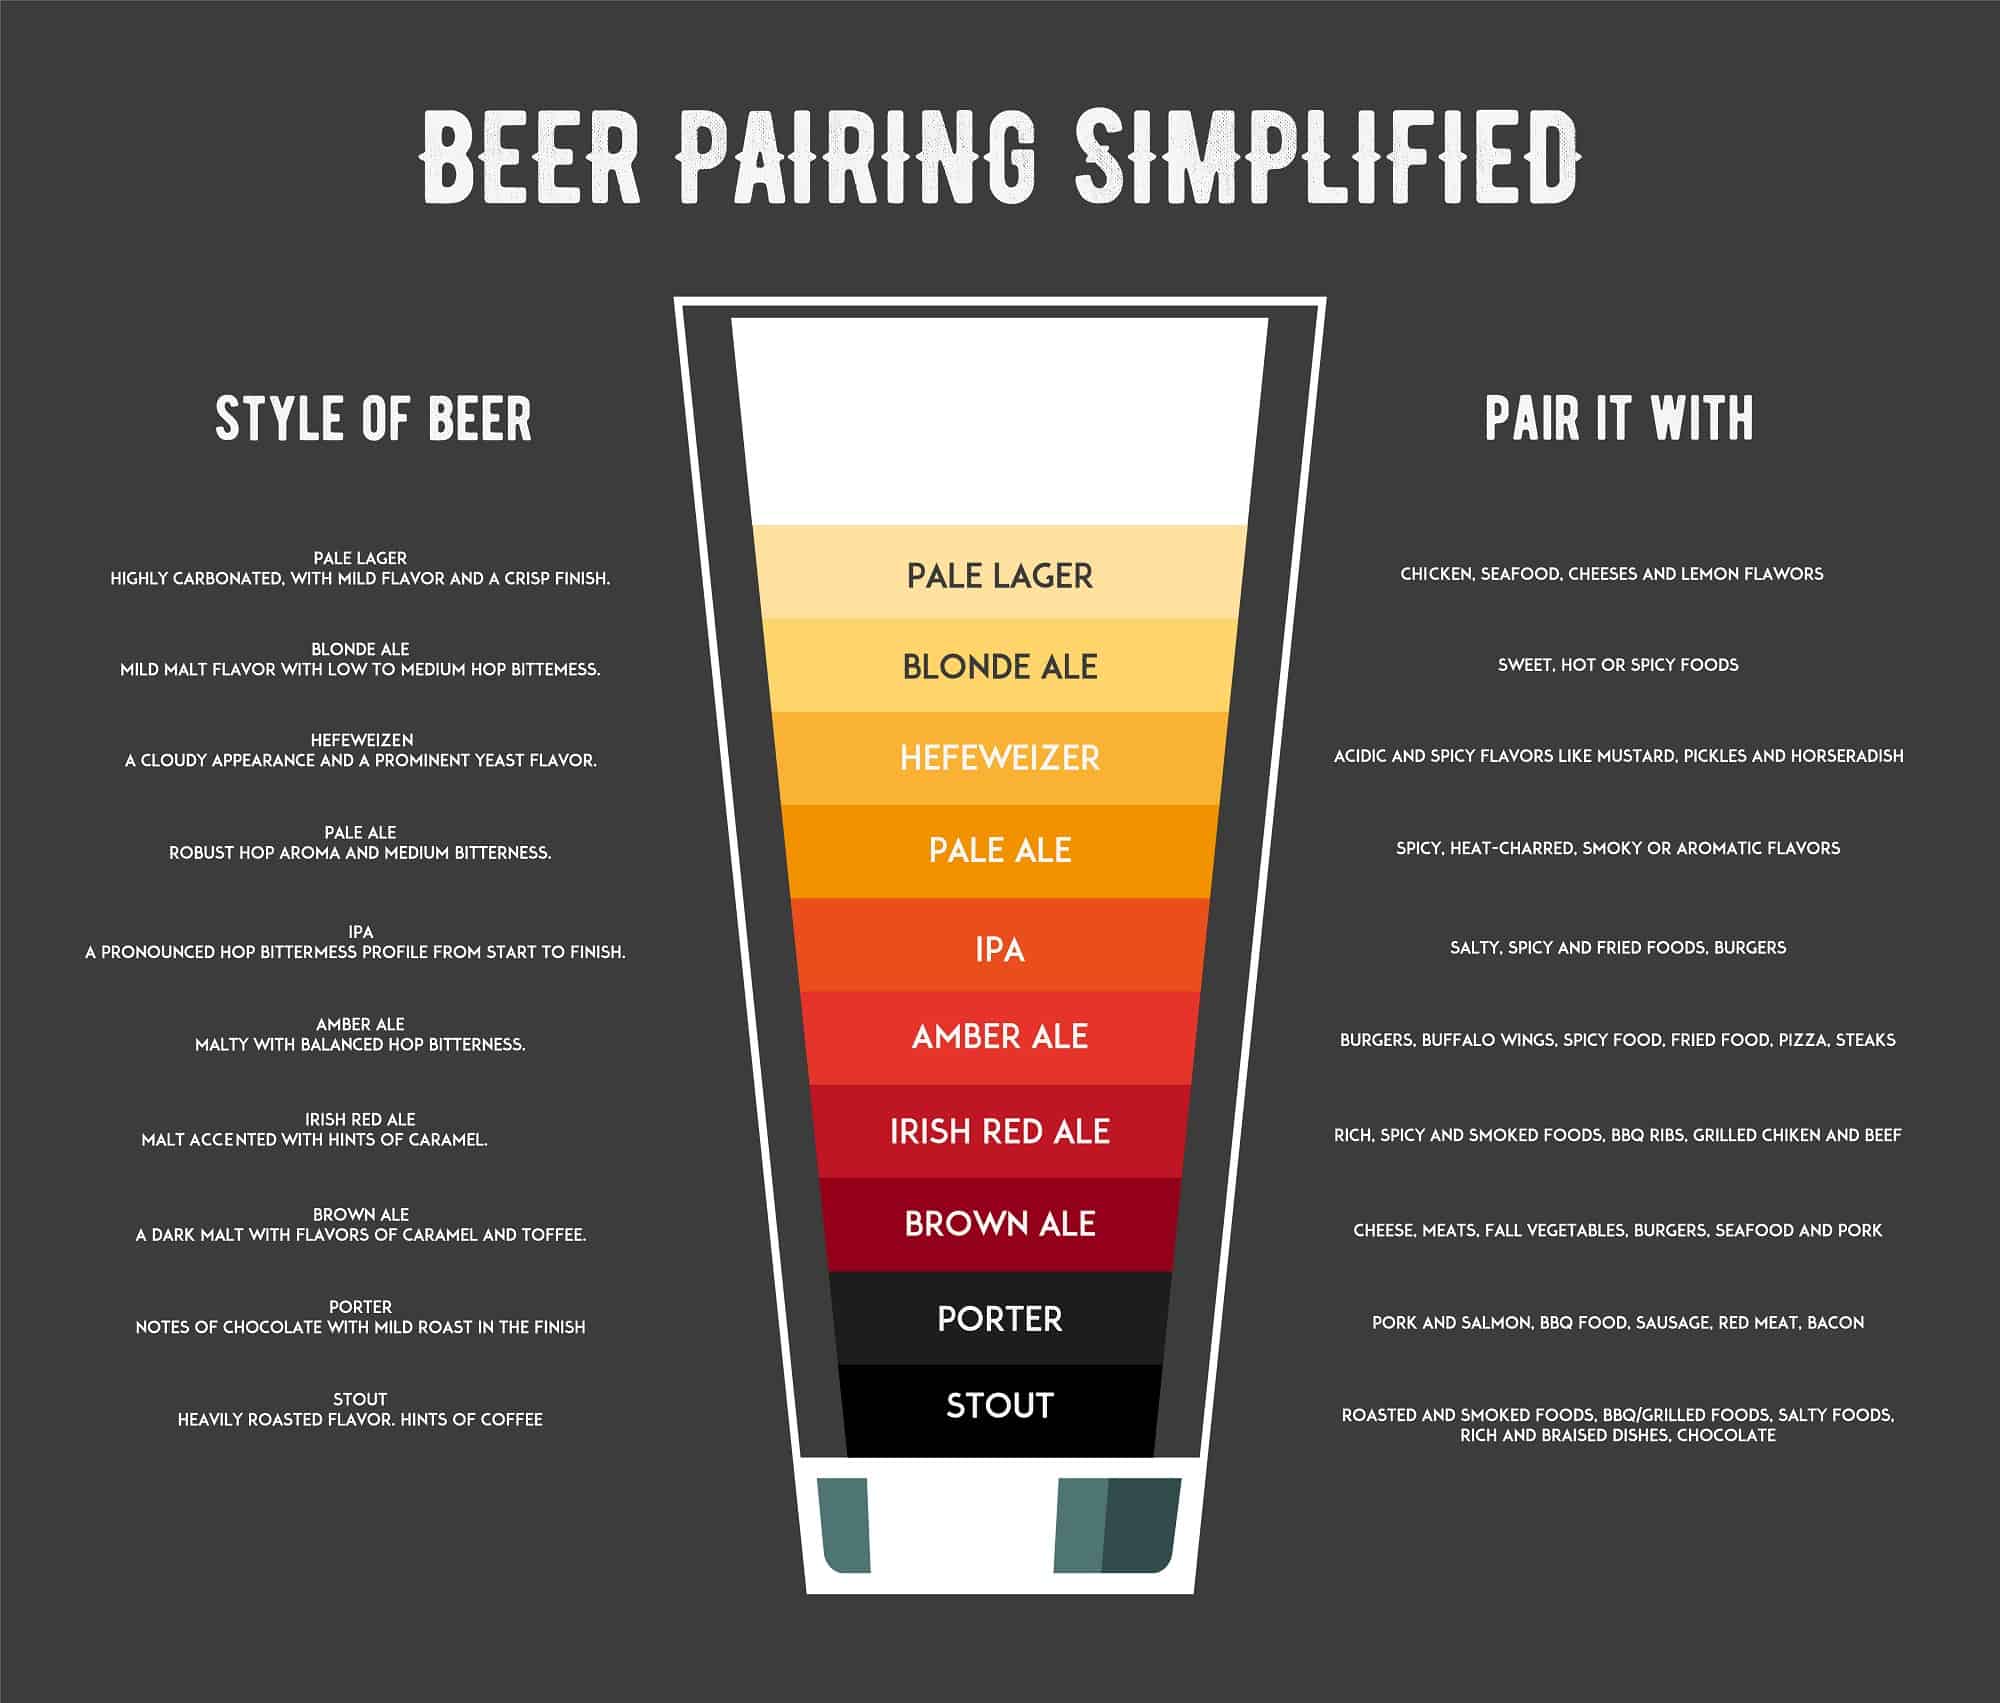 BEER PAIRING SIMPLIFIED
STYLE OF BEER
PAIR IT WITH
PALE LAGER
HIGHLY CARBONATED, WITH MILD FLAVOR AND A CRISP FINISH.
PALE LAGER
CHICKEN, SEAFOOD, CHEESES AND LEMON FLAWORS
BLONDE ALE
MILD MALT FLAVOR WITH LOW TO MEDIUM HOP BITTEMESS.
BLONDE ALE
SWEET, HOT OR SPICY FOODS
HEFEWEIZEN
A CLOUDY APPEARANCE AND A PROMINENT YEAST FLAVOR.
HEFEWEIZER
ACIDIC AND SPICY FLAVORS LIKE MUSTARD, PICKLES AND HORSERADISH
PALE ALE
ROBUST HOP AROMA AND MEDIUM BITTERNESS.
PALE ALE
SPICY, HEAT-CHARRED, SMOKY OR AROMATIC FLAVORS
IPA
A PRONOUNCED HOP BITTERMESS PROFILE FROM START TO FINISH.
IPA
SALTY, SPICY AND FRIED FOODS, BURGERS
AMBER ALE
MALTY WITH BALANCED HOP BITTERNESS.
AMBER ALE
BURGERS, BUFFALO WINGS, SPICY FOOD, FRIED FOOD, PIZZA, STEAKS
IRISH RED ALE
MALT ACCENTED WITH HINTS OF CARAMEL.
IRISH RED ALE
RICH, SPICY AND SMOKED FOODS, BBQ RIBS, GRILLED CHIKEN AND BEEF
BROWN ALE
A DARK MALT WITH FLAVORS OF CARAMEL AND TOFFEE.
BROWN ALE
CHEESE, MEATS, FALL VEGETABLES, BURGERS, SEAFOOD AND PORK
PORTER
NOTES OF CHOCOLATE WITH MILD ROAST IN THE FINISH
PORTER
PORK AND SALMON, BBQ FOOD, SAUSAGE, RED MEAT, BACON
STOUT
HEAVILY ROASTED FLAVOR. HINTS OF COFFEE
STOUT
ROASTED AND SMOKED FOODS, BBQ/GRILLED FOODS, SALTY FOODS,
RICH AND BRAISED DISHES, CHOCOLATE